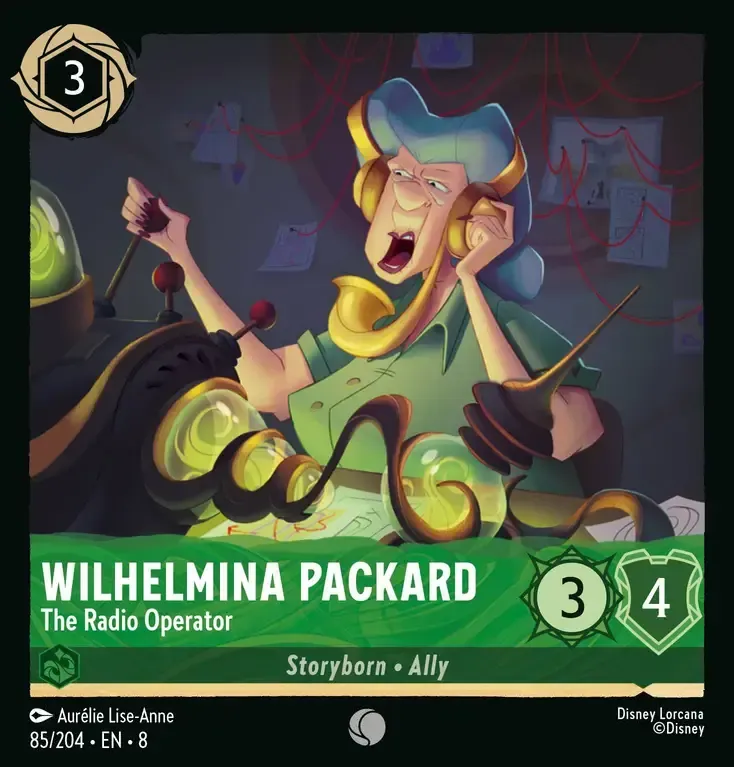 3
WILHELMINA PACKARD
The Radio Operator
3
4
Storyborn • Ally
Aurélie Lise-Anne
85/204 • EN • 8
Disney Lorcana
©Disney